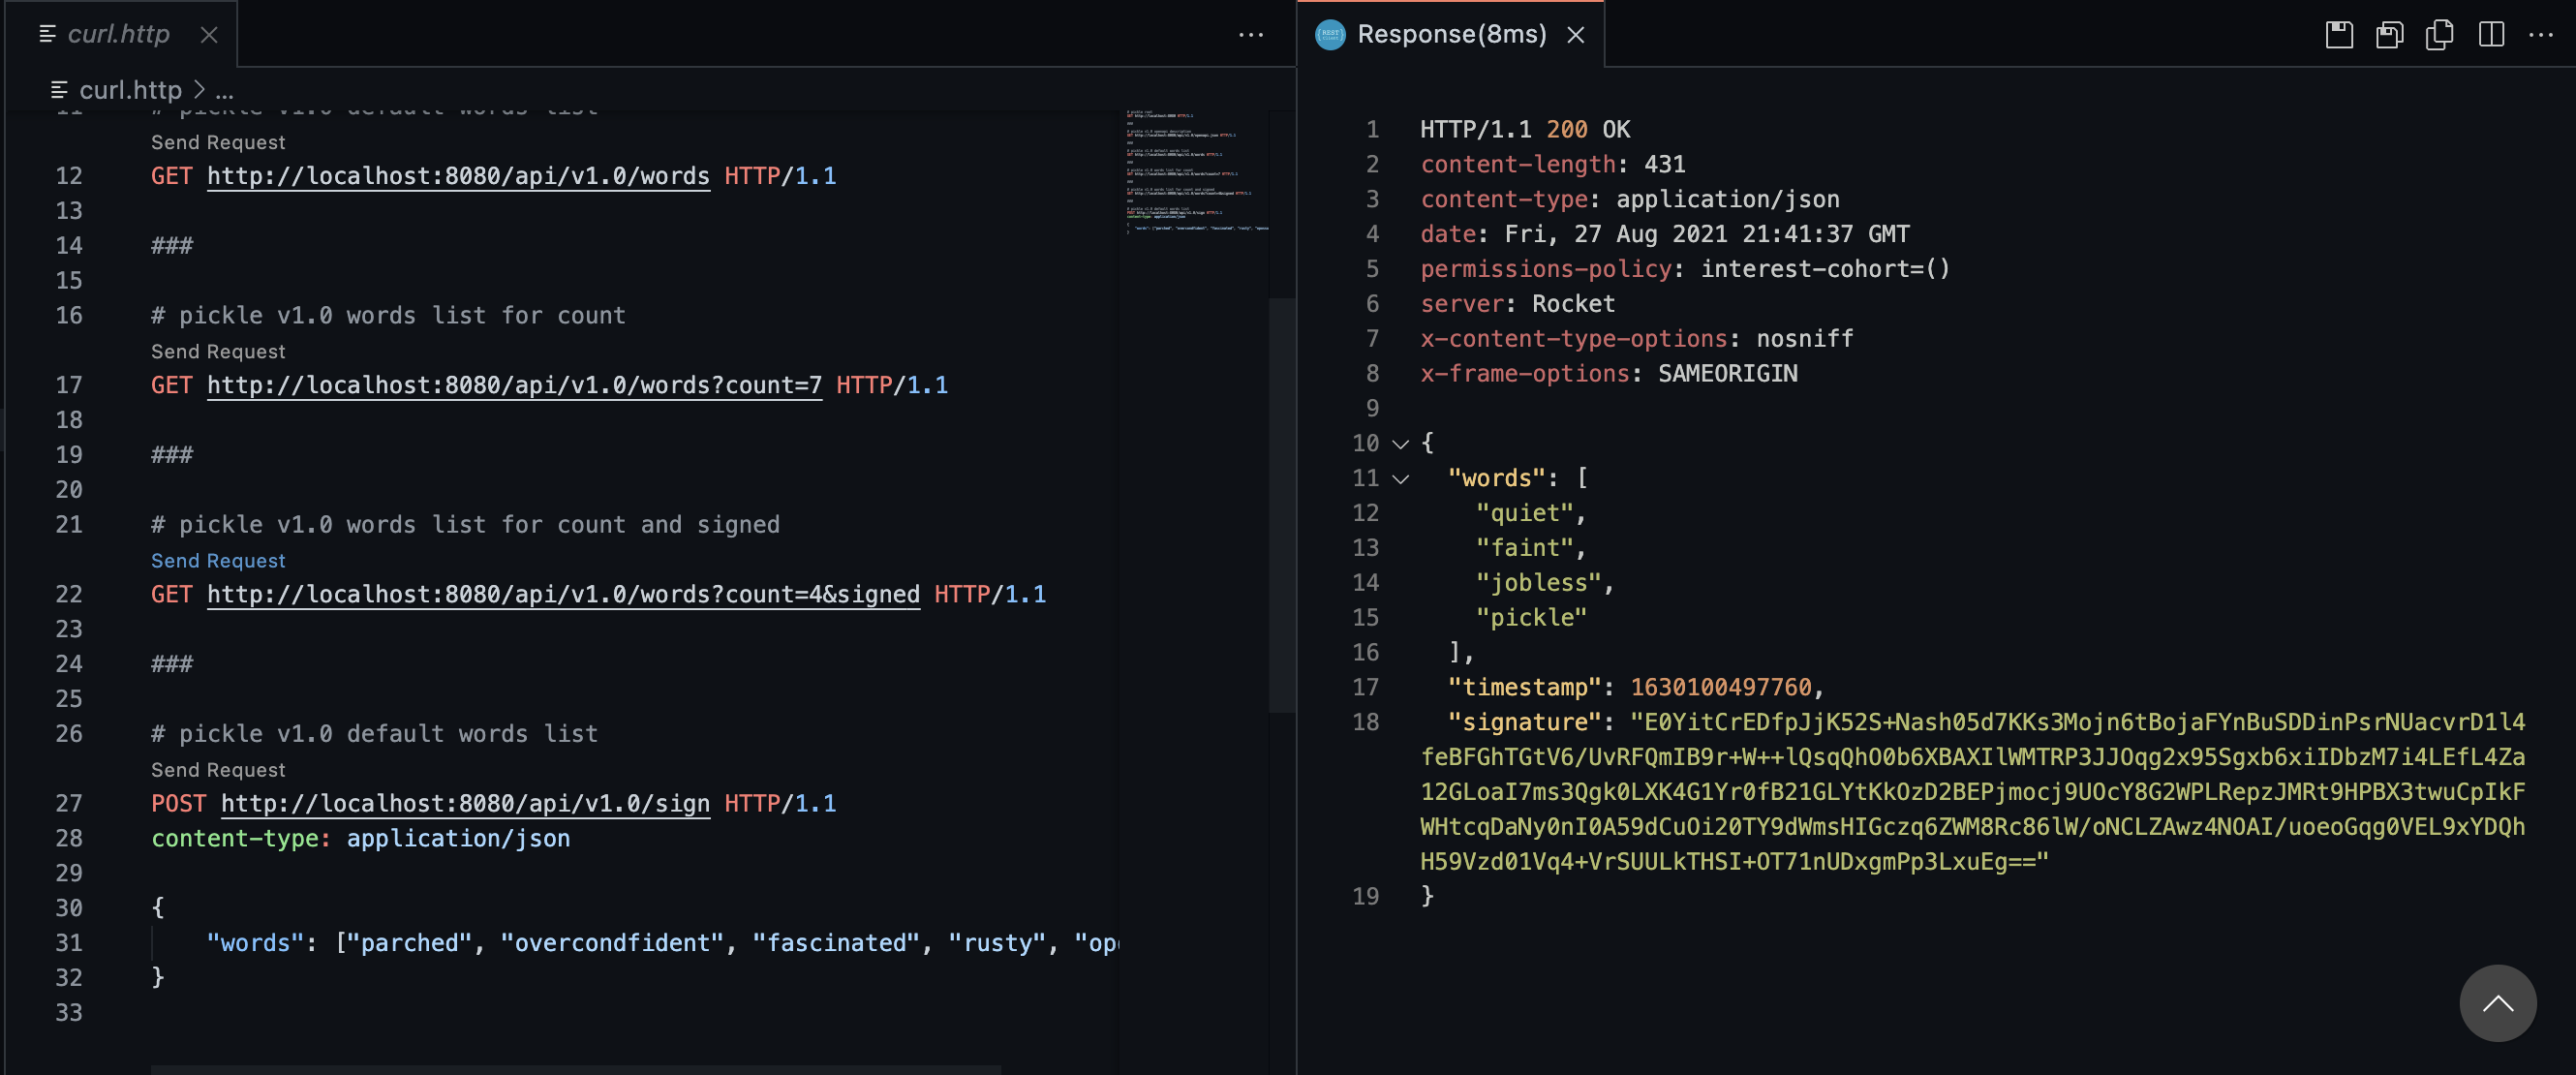 curl.http
Response(8ms)
curl.http > ...
11 # pickle v1.0 default words list
Send Request
12 GET http://localhost:8080/api/v1.0/words HTTP/1.1
13
14 ###
15
16 # pickle v1.0 words list for count
Send Request
17 GET http://localhost:8080/api/v1.0/words?count=7 HTTP/1.1
18
19 ###
20
21 # pickle v1.0 words list for count and signed
Send Request
22 GET http://localhost:8080/api/v1.0/words?count=4&signed HTTP/1.1
23
24 ###
25
26 # pickle v1.0 default words list
Send Request
27 POST http://localhost:8080/api/v1.0/sign HTTP/1.1
28 content-type: application/json
29
30 {
31 "words": ["parched", "overcondfident", "fascinated", "rusty", "op
32 }
33
1 HTTP/1.1 200 OK
2 content-length: 431
3 content-type: application/json
4 date: Fri, 27 Aug 2021 21:41:37 GMT
5 permissions-policy: interest-cohort=()
6 server: Rocket
7 x-content-type-options: nosniff
8 x-frame-options: SAMEORIGIN
9
10 {
11 "words": [
12 "quiet",
13 "faint",
14 "jobless",
15 "pickle"
16 ],
17 "timestamp": 1630100497760,
18 "signature": "E0YitCrEDfpJjK52S+Nash05d7KKs3Mojn6tBojaFYnBuSDDinPsrNUacvrD1l4
feBFGhTGtV6/UvRFQmIB9r+W++lQsqQhO0b6XBAXIlWMTRP3JJOqg2x95Sgxb6xiIDbzM7i4LEfL4Za
12GLoaI7ms3Qgk0LXK4G1Yr0fB21GLYtKkOzD2BEPjmocj9UOcY8G2WPLRepzJMRt9HPBX3twuCpIkF
WHtcqDaNy0nI0A59dCuOi20TY9dWmsHIGczq6ZWM8Rc86lW/oNCLZAwz4NOAI/uoeoGqg0VEL9xYDQh
H59Vzd01Vq4+VrSUULkTHSI+OT71nUDxgmPp3LxuEg=="
19 }